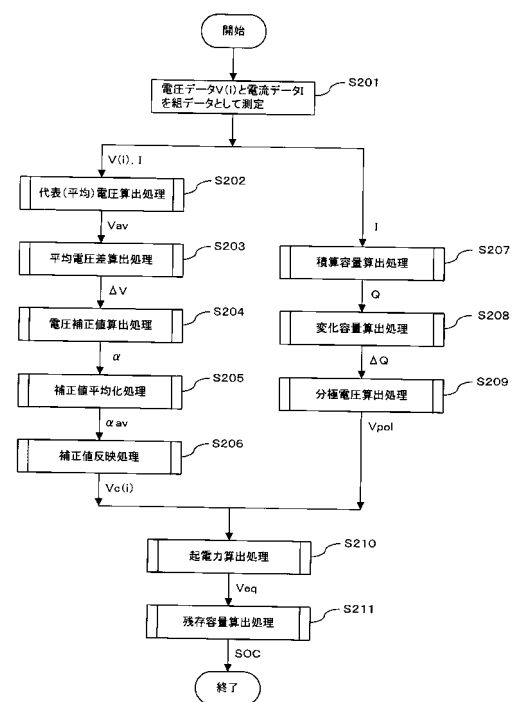 開始
電圧データV(i)と電流データI
を組データとして測定
S201
V(i), I
代表(平均)電圧算出処理
S202
Vav
平均電圧差算出処理
S203
ΔV
電圧補正値算出処理
S204
α
補正値平均化処理
S205
αav
補正値反映処理
S206
Vc(i)
I
積算容量算出処理
S207
Q
変化容量算出処理
S208
ΔQ
分極電圧算出処理
S209
Vpol
起電力算出処理
S210
Veq
残存容量算出処理
S211
SOC
終了